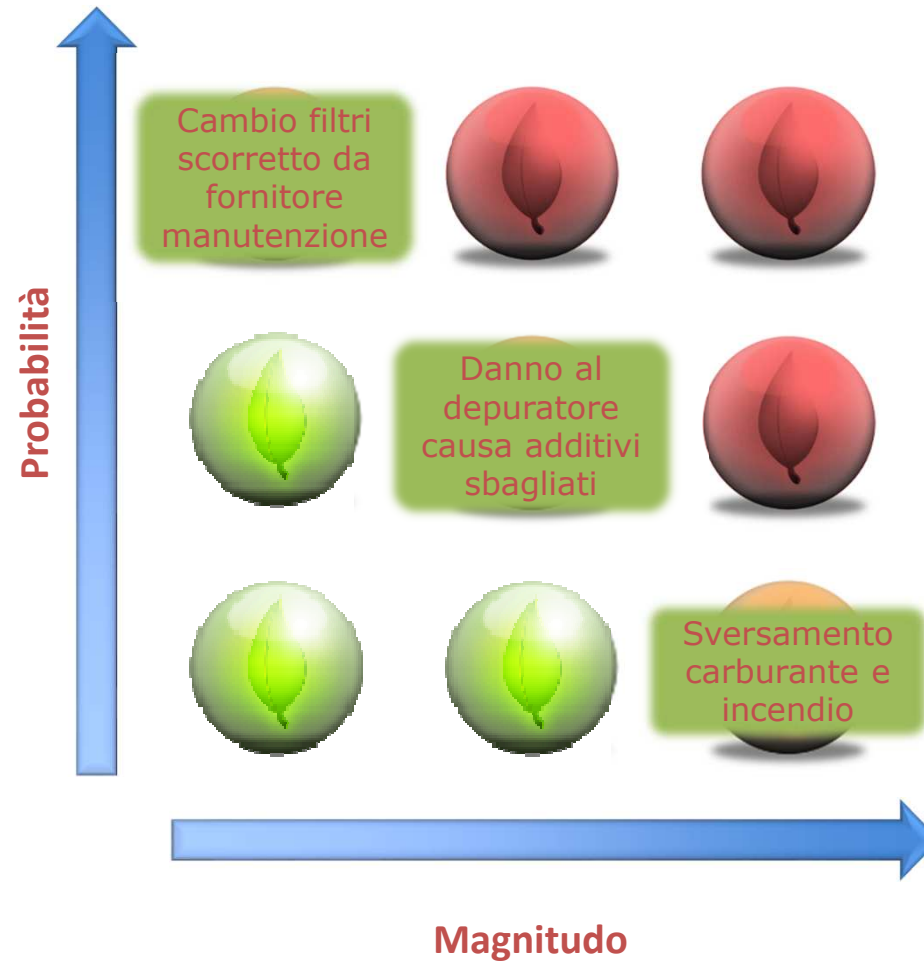 Cambio filtri
scorretto da
fornitore
manutenzione
Probabilità
Danno al
depuratore
causa additivi
sbagliati
Sversamento
carburante e
incendio
Magnitudo